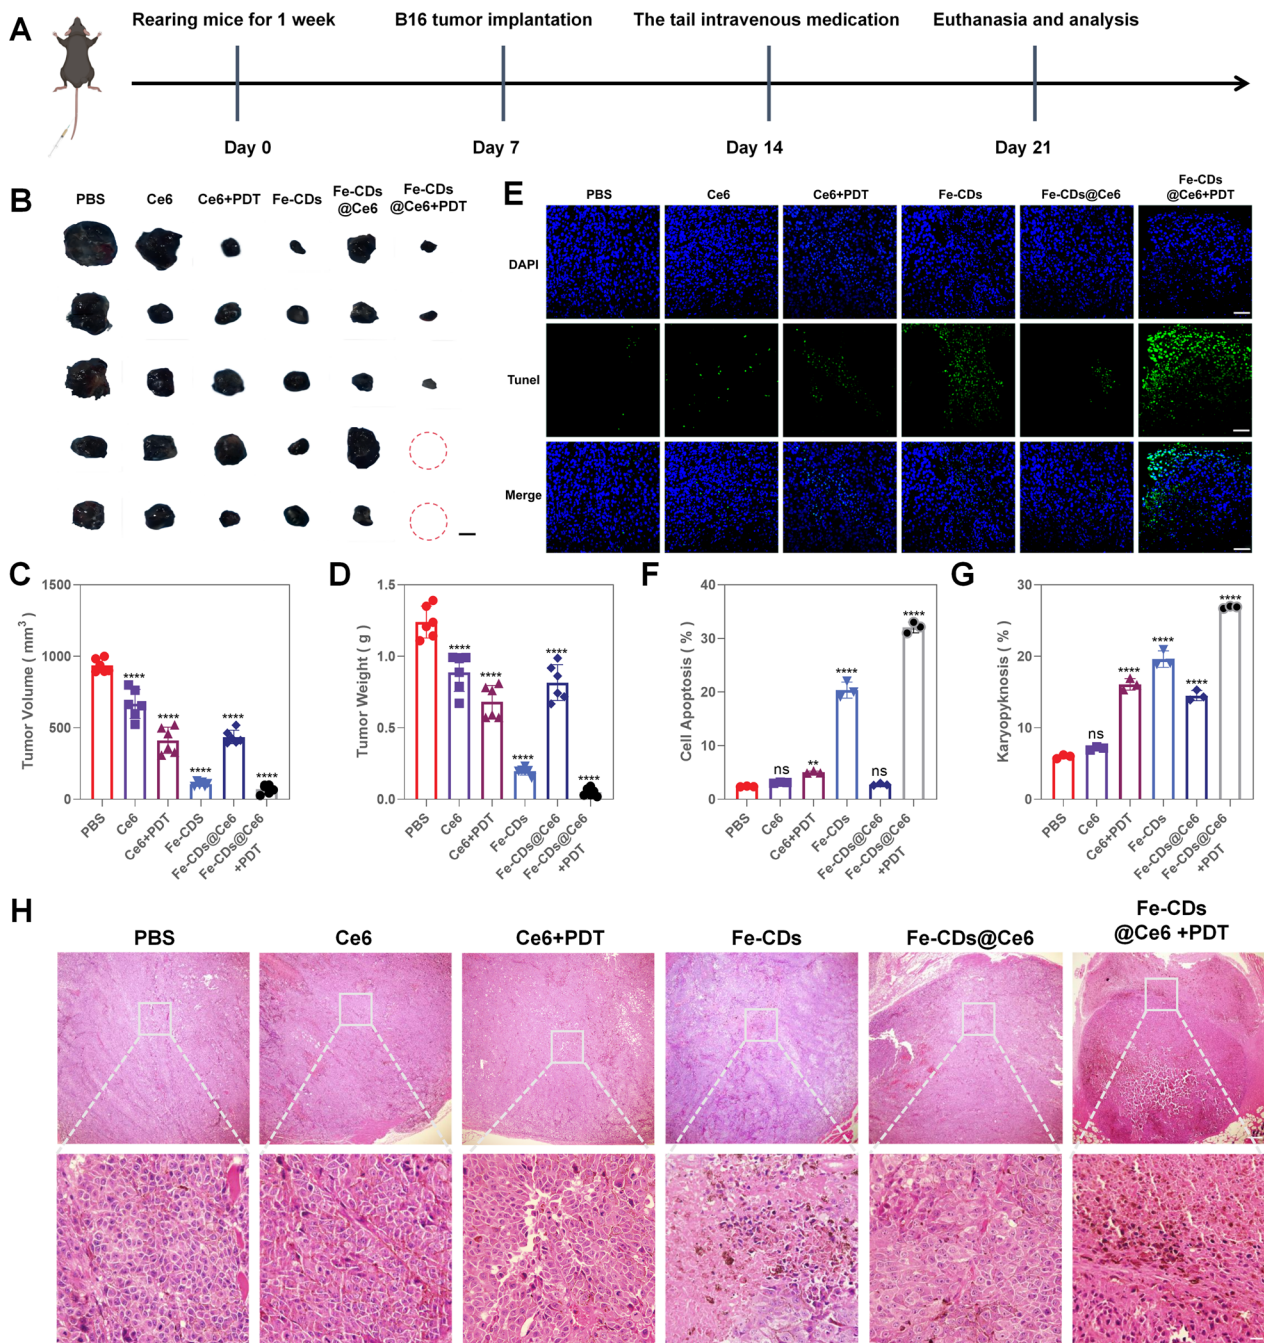 A
Rearing mice for 1 week
B16 tumor implantation
The tail intravenous medication
Euthanasia and analysis
Day 0
Day 7
Day 14
Day 21
B
PBS
Ce6
Ce6+PDT
Fe-CDs
Fe-CDs
@Ce6
Fe-CDs
@Ce6+PDT
E
PBS
Ce6
Ce6+PDT
Fe-CDs
Fe-CDs@Ce6
Fe-CDs
@Ce6+PDT
DAPI
Tunel
Merge
C
Tumor Volume ( mm³ )
1500
1000
500
0
****
****
****
****
****
PBS
Ce6
Ce6+PDT
Fe-CDs
Fe-CDs@Ce6
Fe-CDs@Ce6
+PDT
D
Tumor Weight ( g )
1.5
1.0
0.5
0.0
****
****
****
****
****
PBS
Ce6
Ce6+PDT
Fe-CDs
Fe-CDs@Ce6
Fe-CDs@Ce6
+PDT
F
Cell Apoptosis ( % )
40
30
20
10
0
ns
**
****
ns
****
PBS
Ce6
Ce6+PDT
Fe-CDs
Fe-CDs@Ce6
Fe-CDs@Ce6
+PDT
G
Karyopyknosis ( % )
30
20
10
0
ns
****
****
****
****
PBS
Ce6
Ce6+PDT
Fe-CDs
Fe-CDs@Ce6
Fe-CDs@Ce6
+PDT
H
PBS
Ce6
Ce6+PDT
Fe-CDs
Fe-CDs@Ce6
Fe-CDs
@Ce6 +PDT